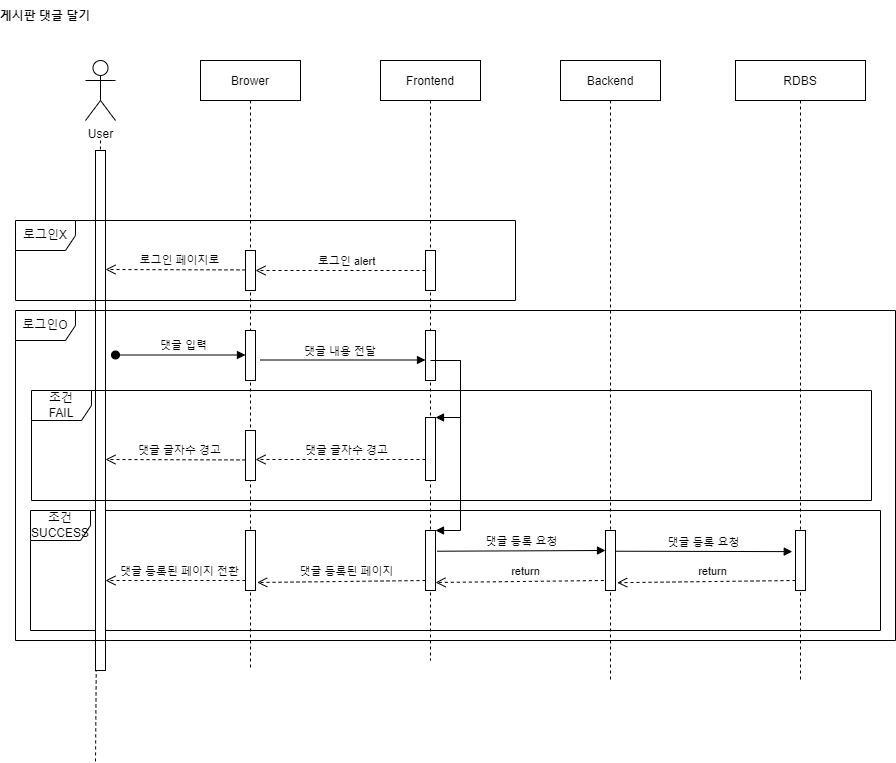 게시판 댓글 달기
User
Brower
Frontend
Backend
RDBS
로그인X
로그인 페이지로
로그인 alert
로그인O
댓글 입력
댓글 내용 전달
조건
FAIL
댓글 글자수 경고
댓글 글자수 경고
조건
SUCCESS
댓글 등록 요청
댓글 등록 요청
댓글 등록된 페이지 전환
댓글 등록된 페이지
return
return